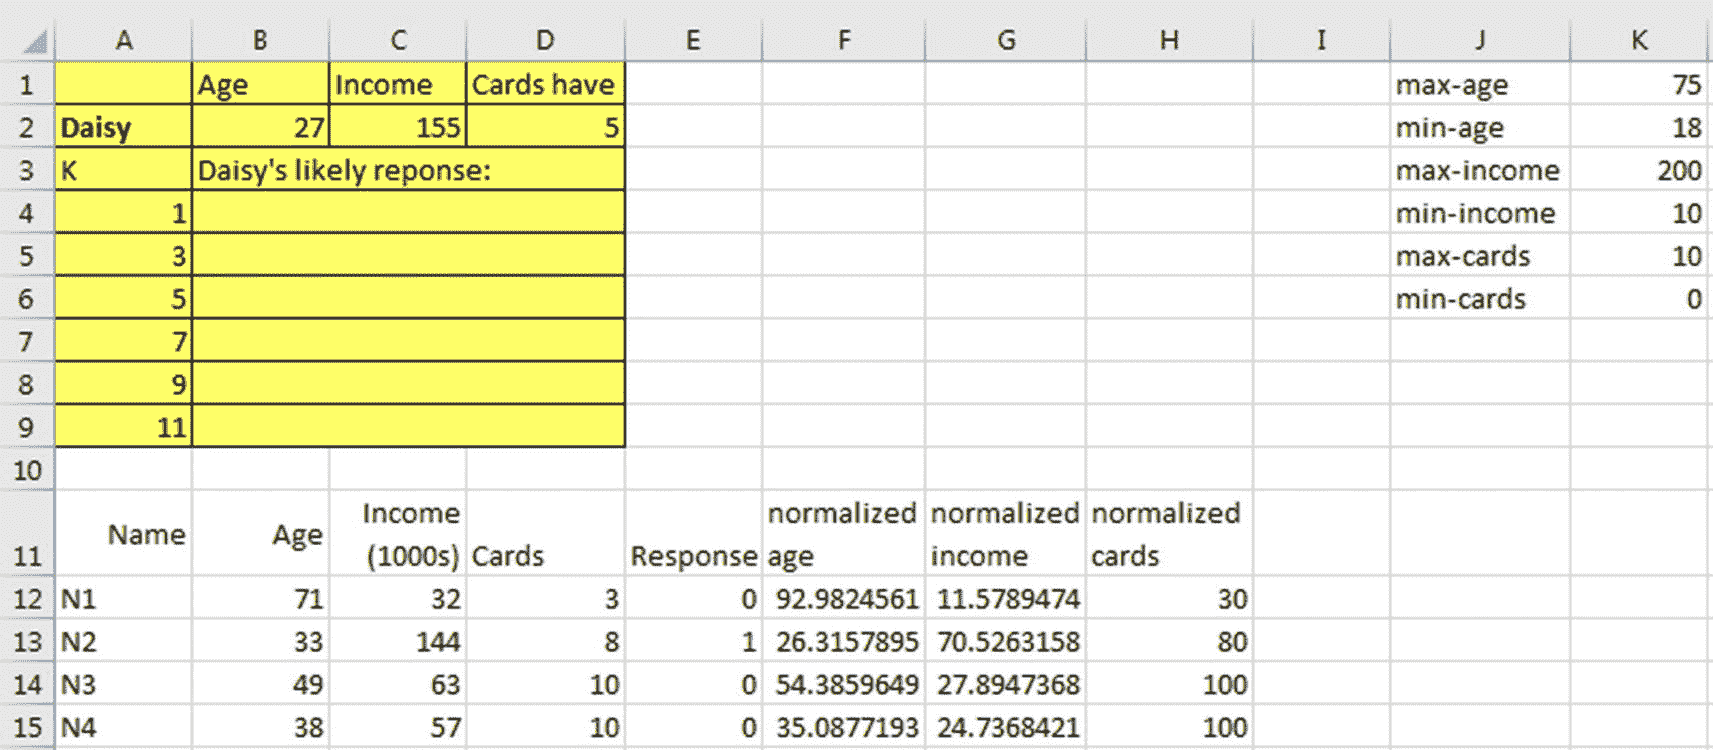 A B C D E F G H I J K
1 Age Income Cards have max-age 75
2 Daisy 27 155 5 min-age 18
3 K Daisy's likely reponse: max-income 200
4 1 min-income 10
5 3 max-cards 10
6 5 min-cards 0
7 7
8 9
9 11
10
Income normalized normalized normalized
Name Age
11 (1000s) Cards Response age income cards
12 N1 71 32 3 0 92.9824561 11.5789474 30
13 N2 33 144 8 1 26.3157895 70.5263158 80
14 N3 49 63 10 0 54.3859649 27.8947368 100
15 N4 38 57 10 0 35.0877193 24.7368421 100